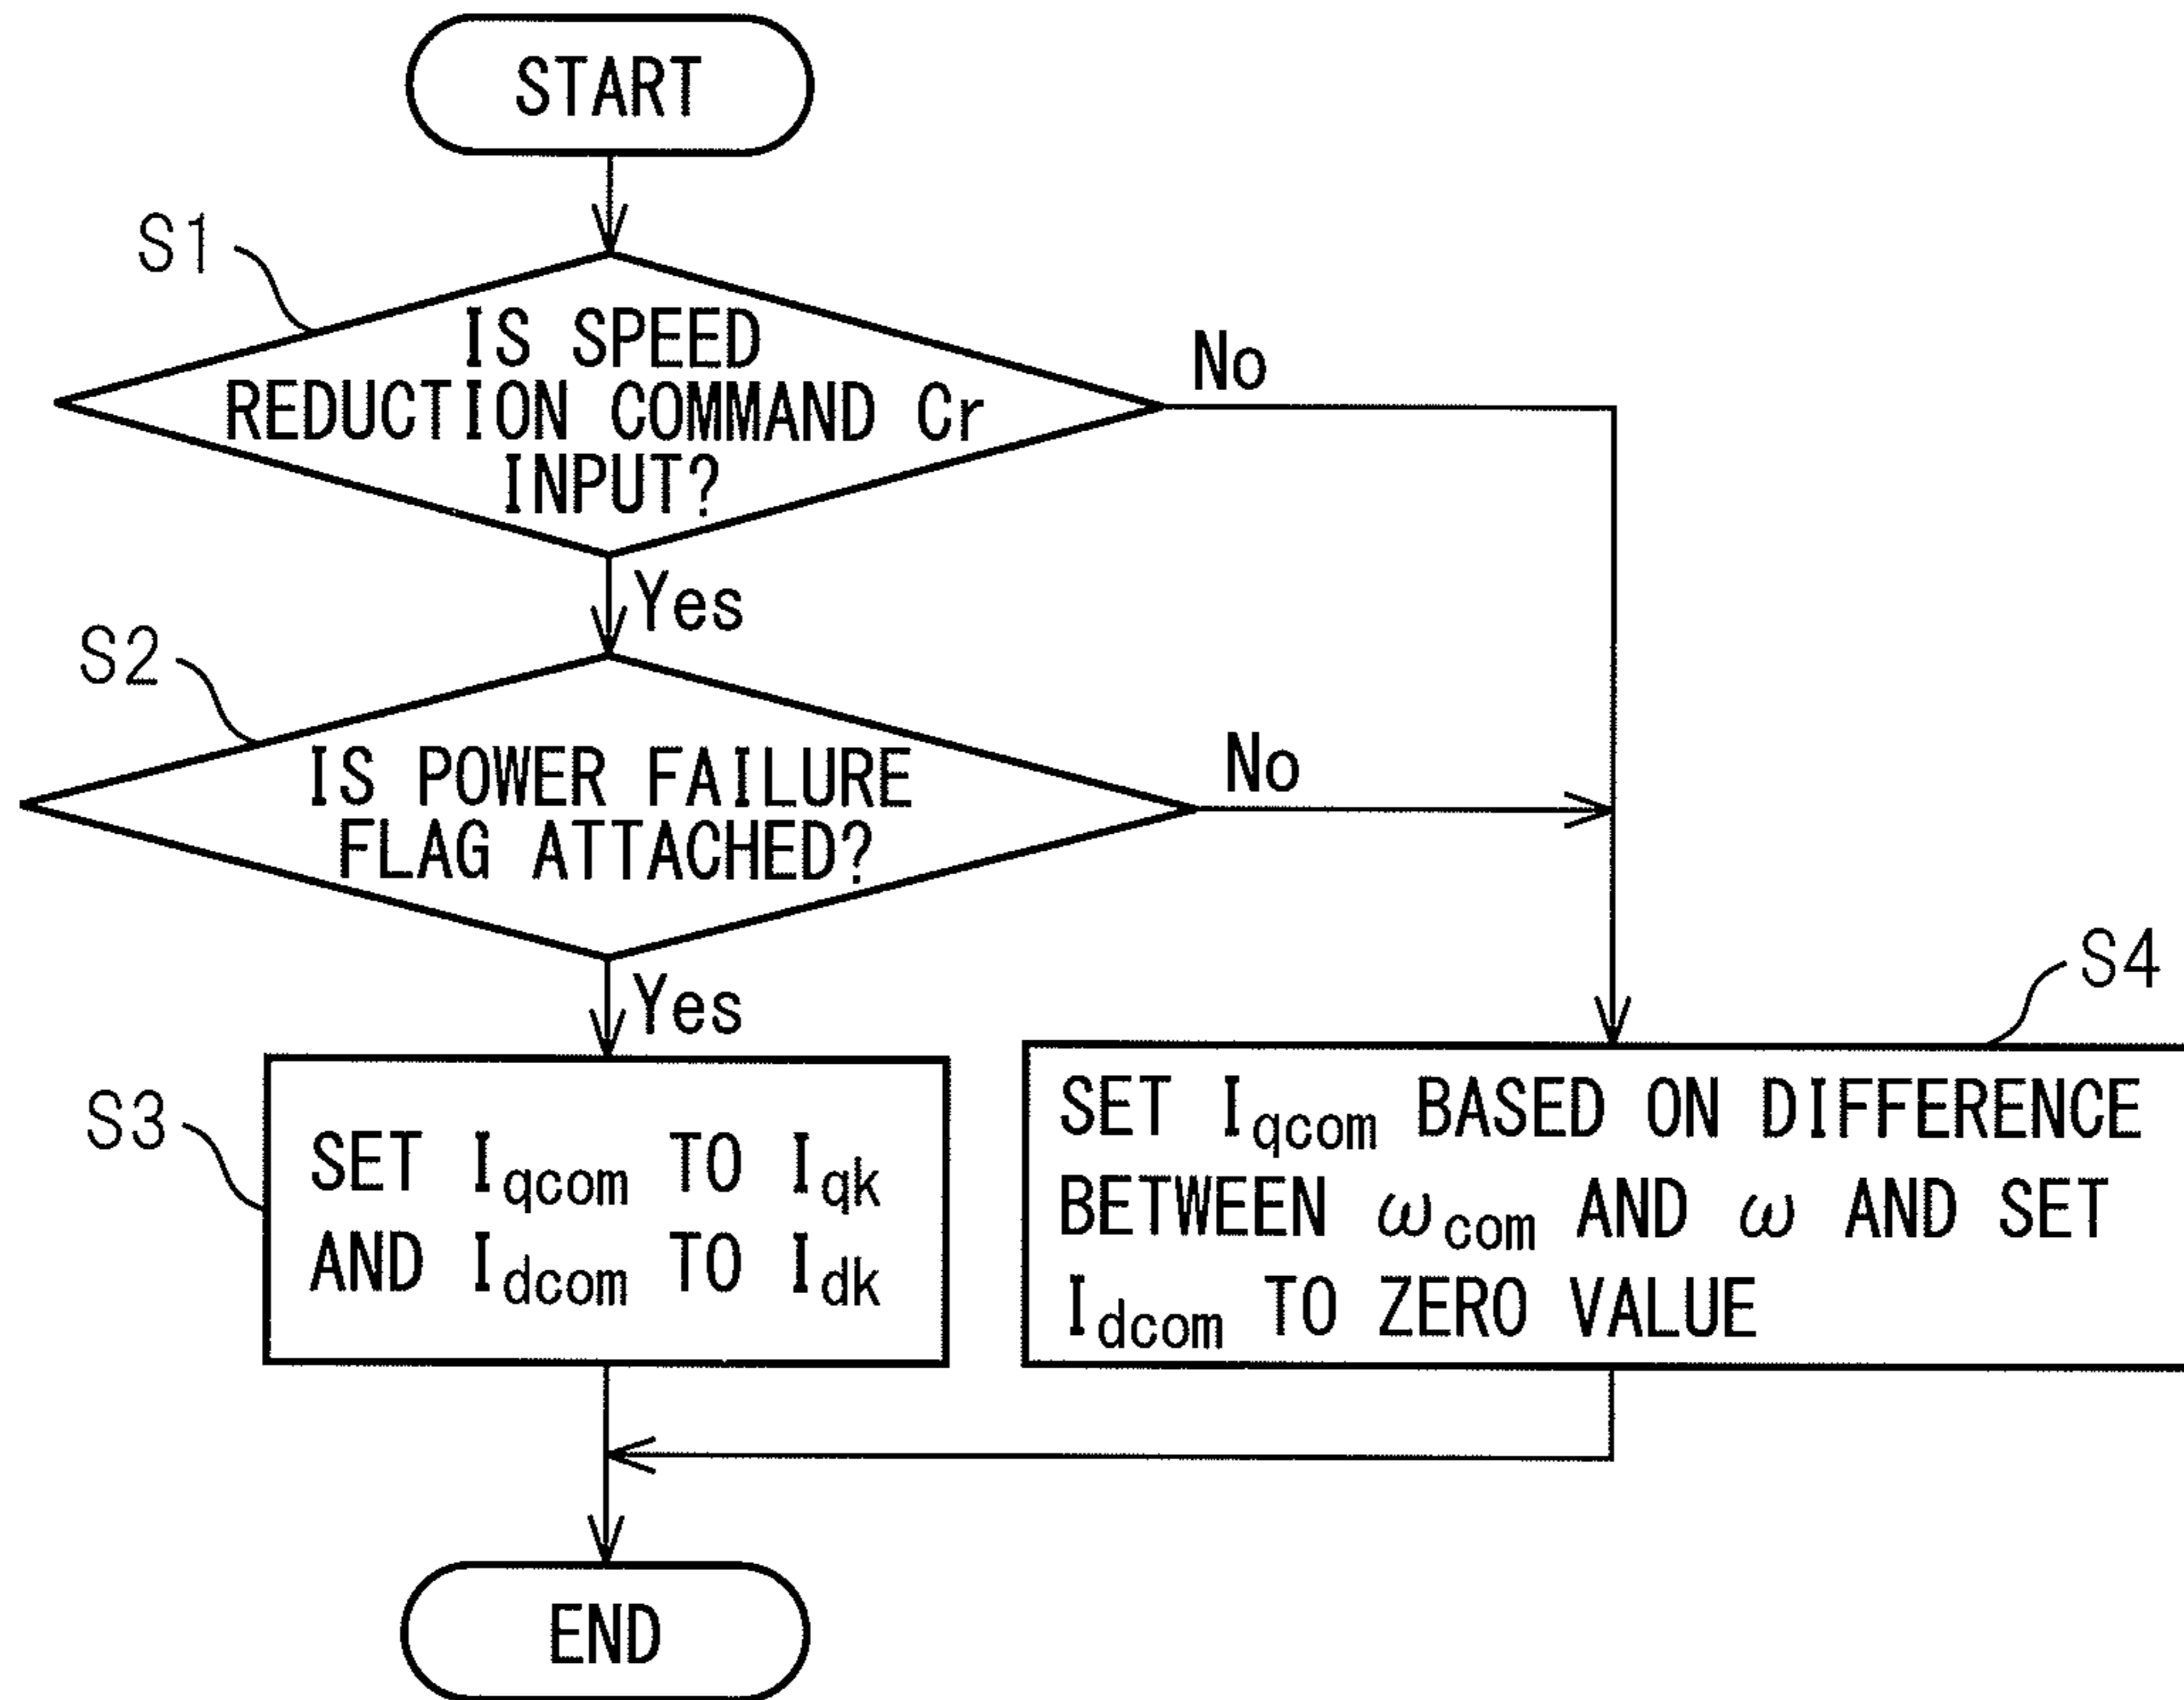 START
S1
IS SPEED
REDUCTION COMMAND Cr
INPUT?
No
Yes
S2
IS POWER FAILURE
FLAG ATTACHED?
No
Yes
S3
SET Iqcom TO Iqk
AND Idcom TO Idk
S4
SET Iqcom BASED ON DIFFERENCE
BETWEEN ωcom AND ω AND SET
Idcom TO ZERO VALUE
END